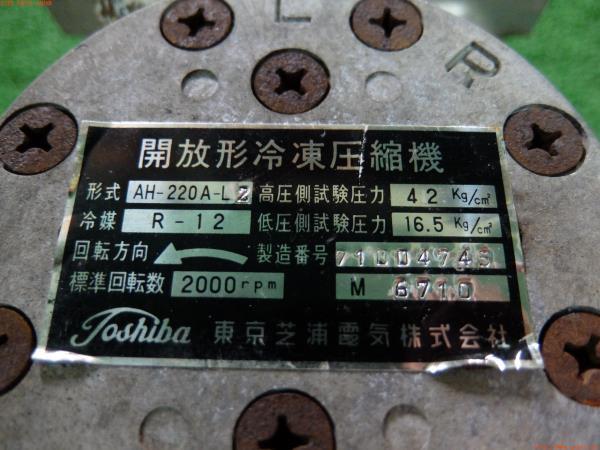 L R
開放形冷凍圧縮機
形式 AH-220A-L2 高圧側試験圧力 42 Kg/cm²
冷媒 R-12 低圧側試験圧力 16.5 Kg/cm²
回転方向 製造番号 71004743
標準回転数 2000rpm M 6710
Toshiba 東京芝浦電気株式会社